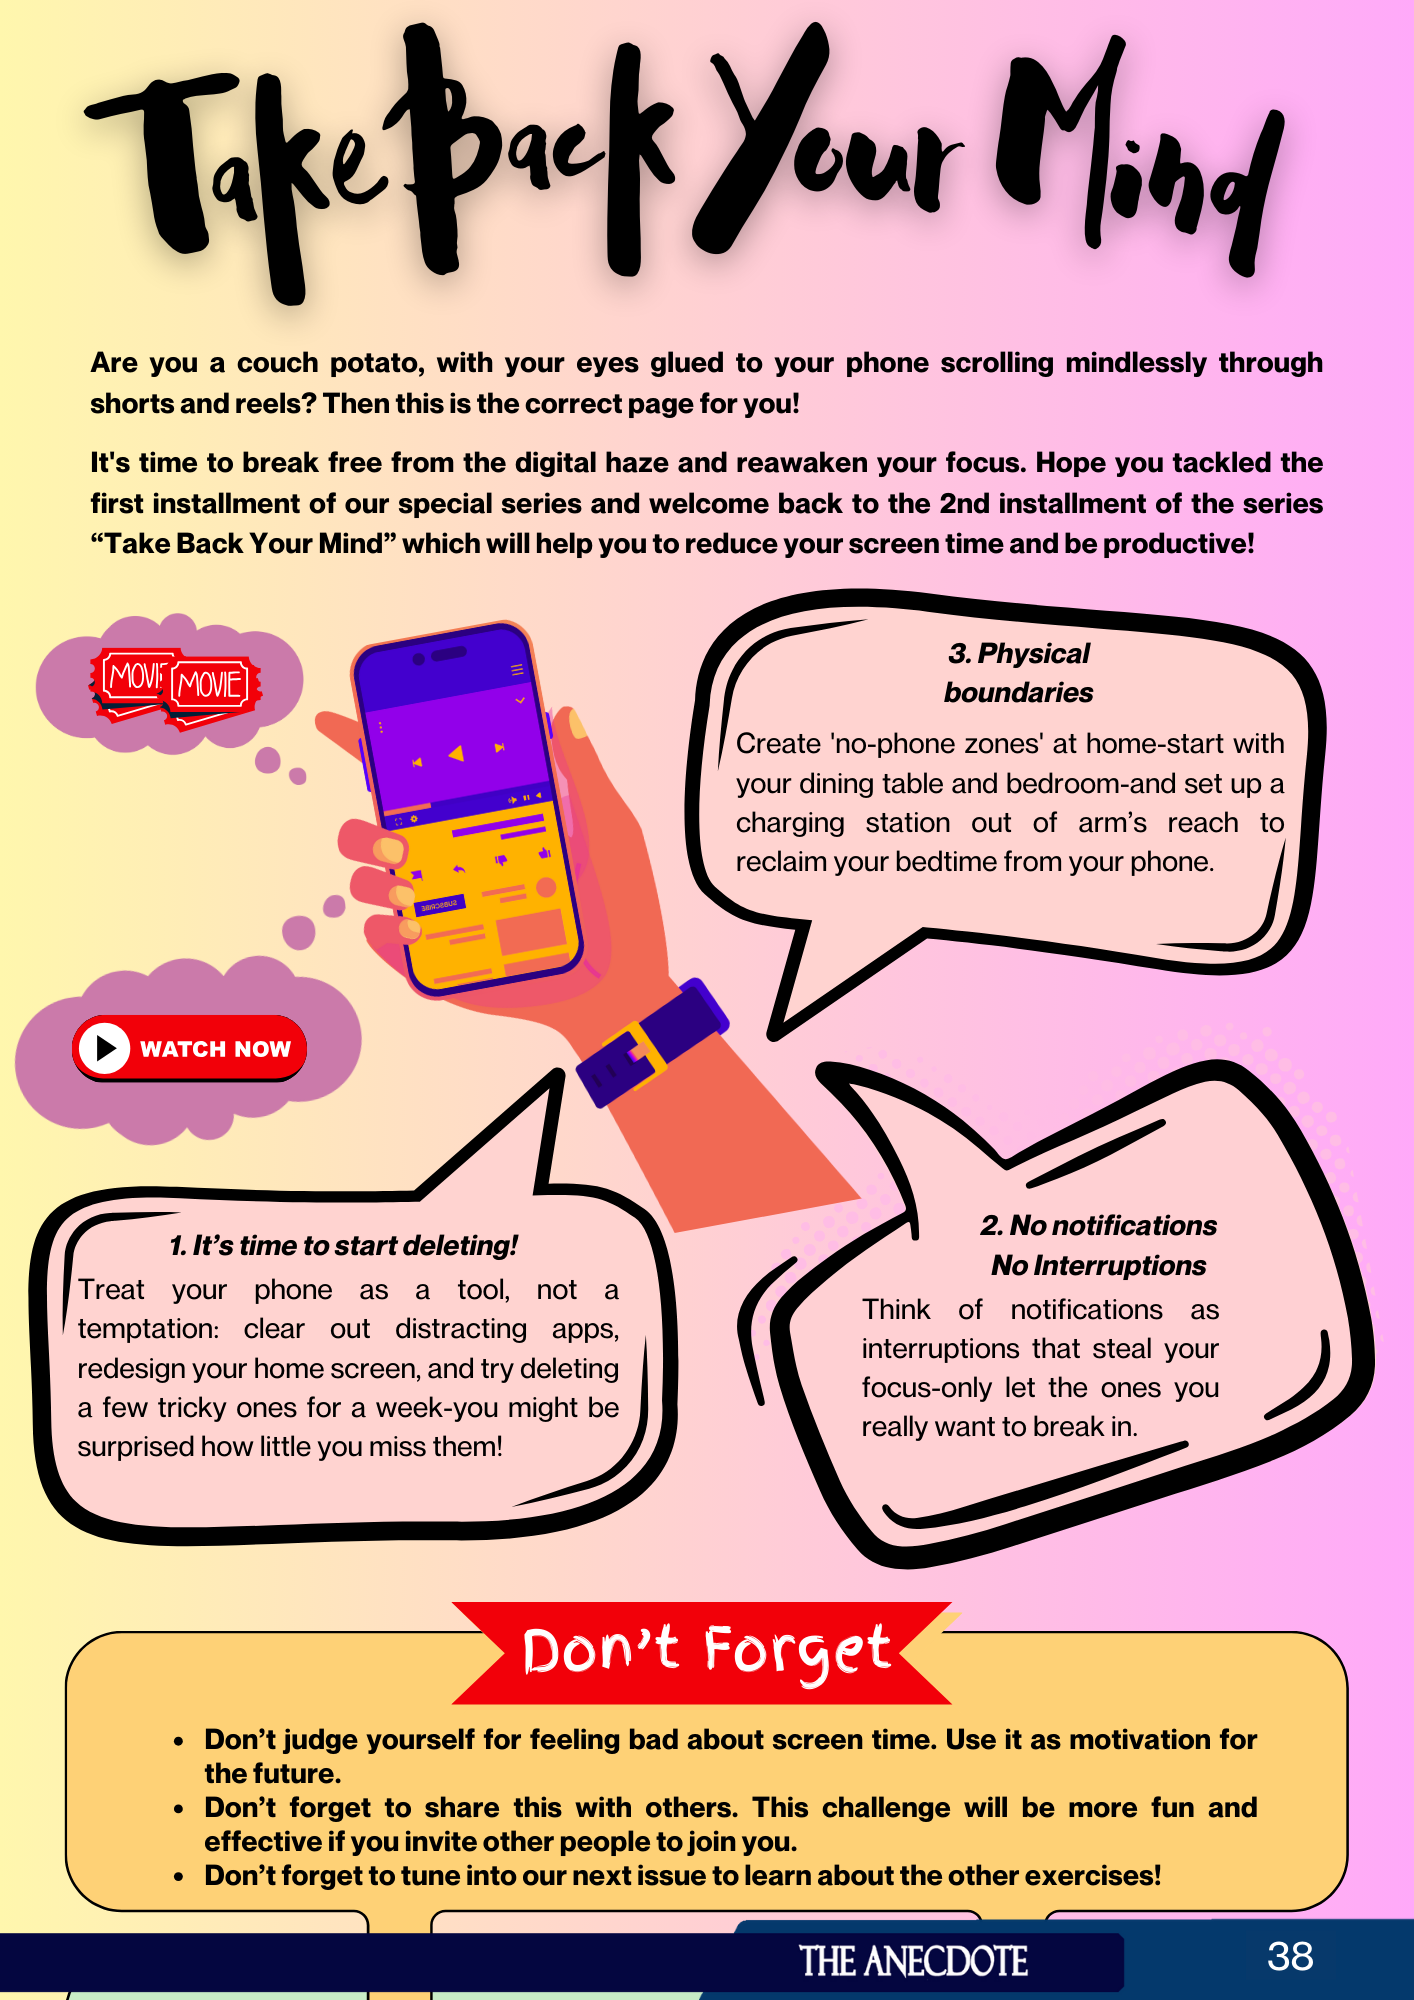 Take Back Your Mind
Are you a couch potato, with your eyes glued to your phone scrolling mindlessly through
shorts and reels? Then this is the correct page for you!
It's time to break free from the digital haze and reawaken your focus. Hope you tackled the
first installment of our special series and welcome back to the 2nd installment of the series
“Take Back Your Mind” which will help you to reduce your screen time and be productive!
MOVIE
MOVIE
SUBSCRIBE
WATCH NOW
3. Physical
boundaries
Create 'no-phone zones' at home-start with
your dining table and bedroom-and set up a
charging station out of arm’s reach to
reclaim your bedtime from your phone.
1. It’s time to start deleting!
Treat your phone as a tool, not a
temptation: clear out distracting apps,
redesign your home screen, and try deleting
a few tricky ones for a week-you might be
surprised how little you miss them!
2. No notifications
No Interruptions
Think of notifications as
interruptions that steal your
focus-only let the ones you
really want to break in.
Don’t Forget
• Don’t judge yourself for feeling bad about screen time. Use it as motivation for
the future.
• Don’t forget to share this with others. This challenge will be more fun and
effective if you invite other people to join you.
• Don’t forget to tune into our next issue to learn about the other exercises!
THE ANECDOTE
38